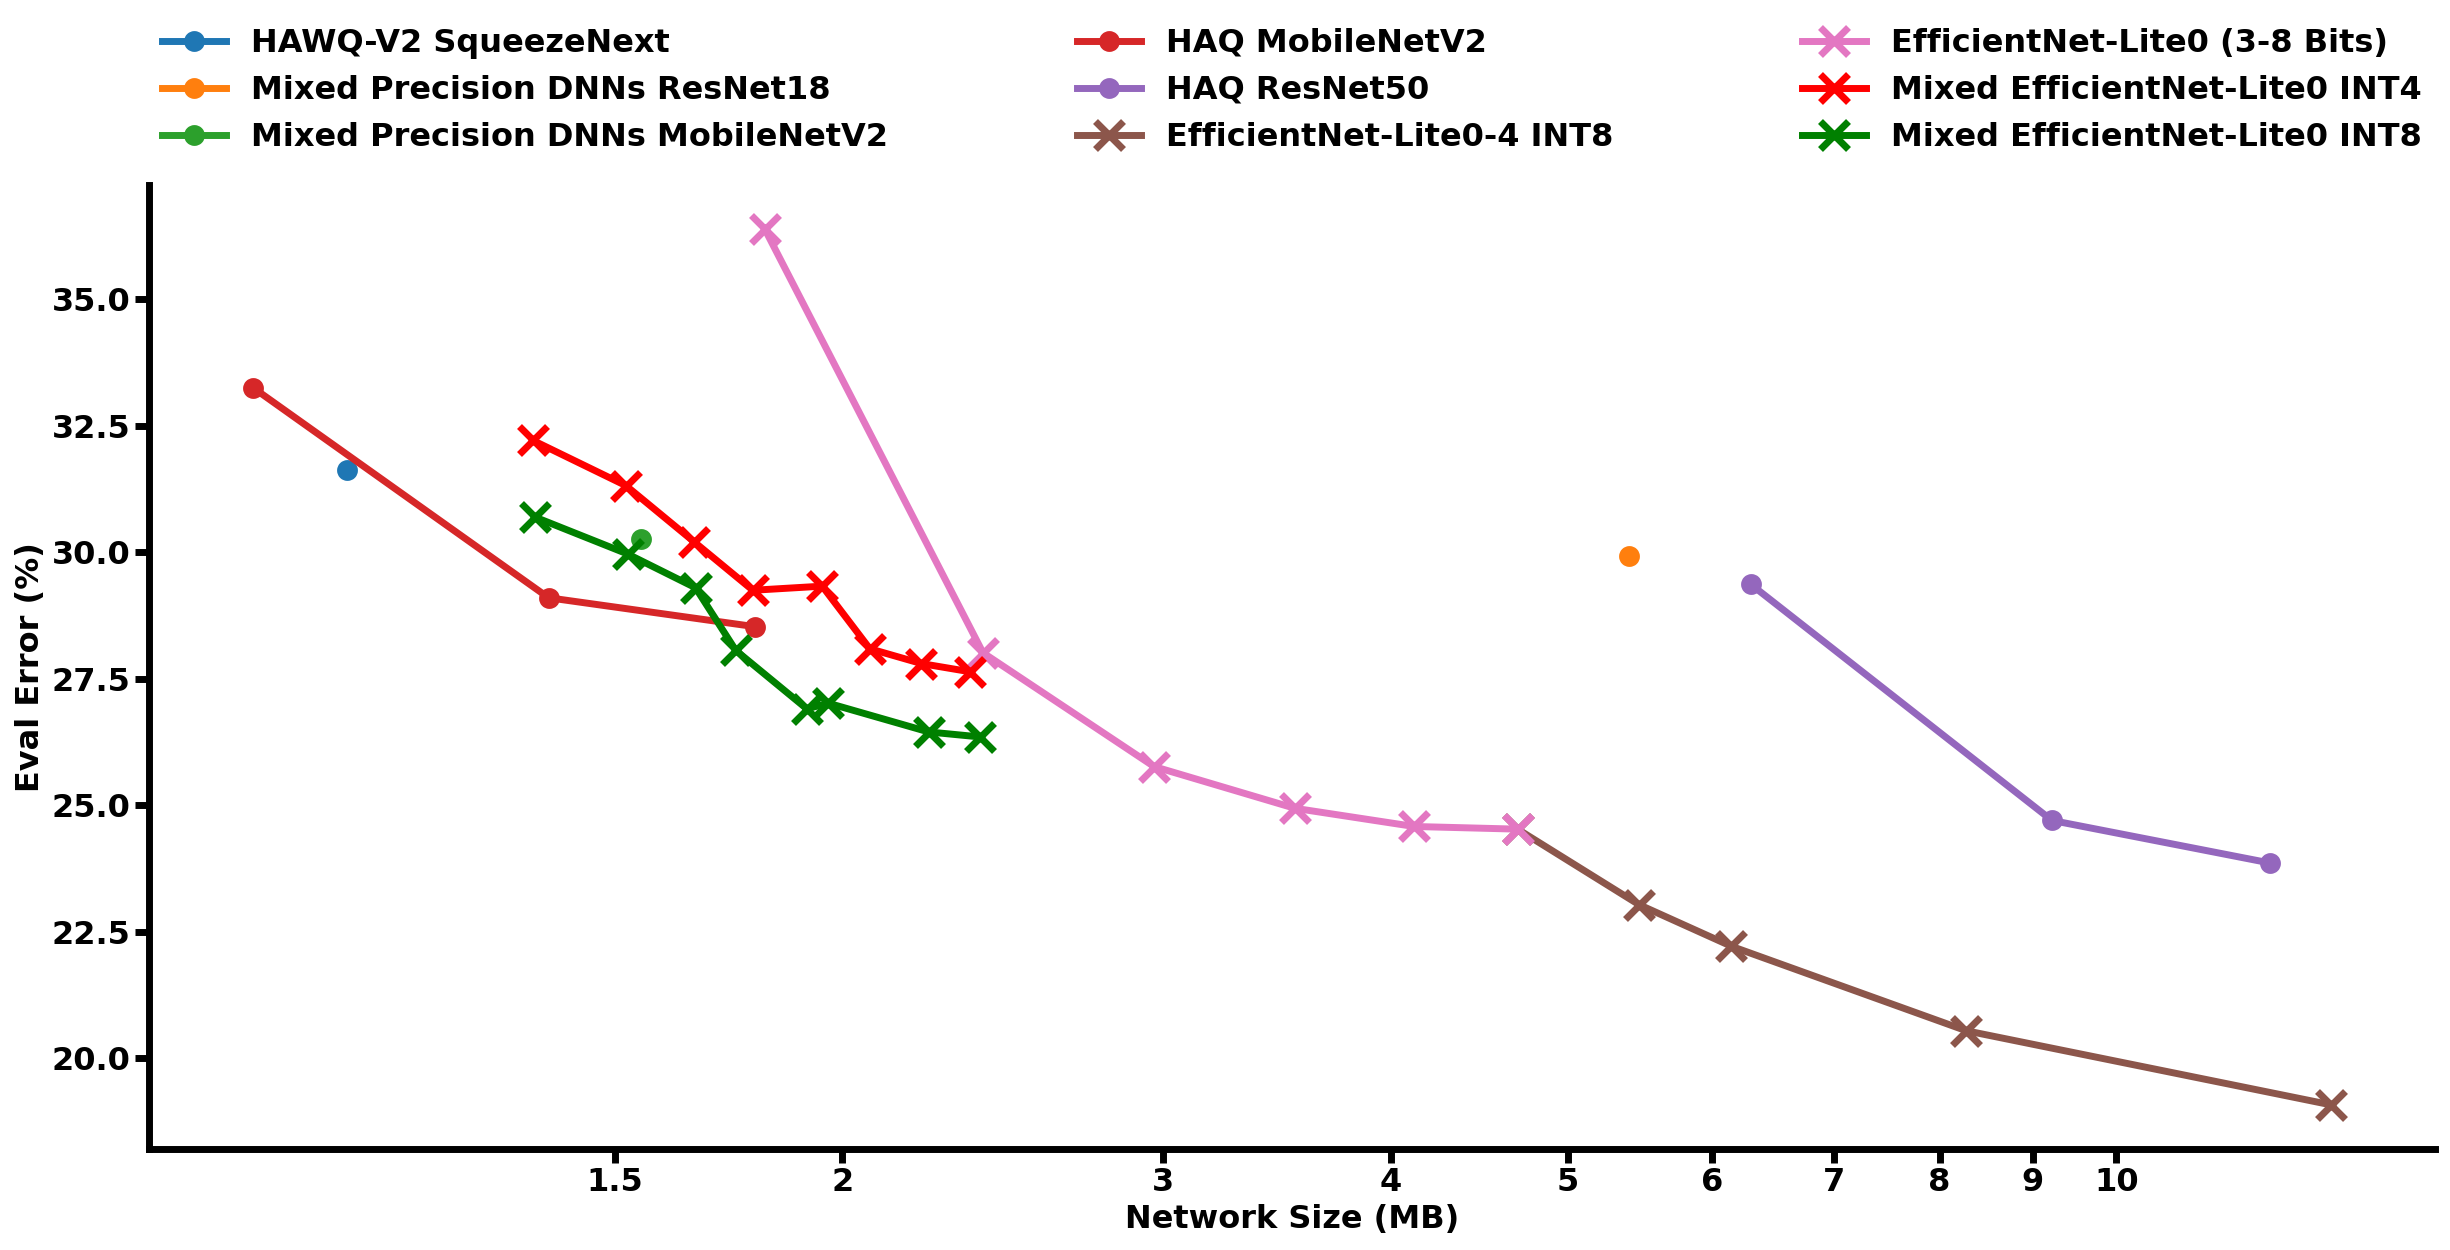 HAWQ-V2 SqueezeNext
Mixed Precision DNNs ResNet18
Mixed Precision DNNs MobileNetV2
HAQ MobileNetV2
HAQ ResNet50
EfficientNet-Lite0-4 INT8
EfficientNet-Lite0 (3-8 Bits)
Mixed EfficientNet-Lite0 INT4
Mixed EfficientNet-Lite0 INT8
Eval Error (%)
35.0
32.5
30.0
27.5
25.0
22.5
20.0
1.5 2 3 4 5 6 7 8 9 10
Network Size (MB)